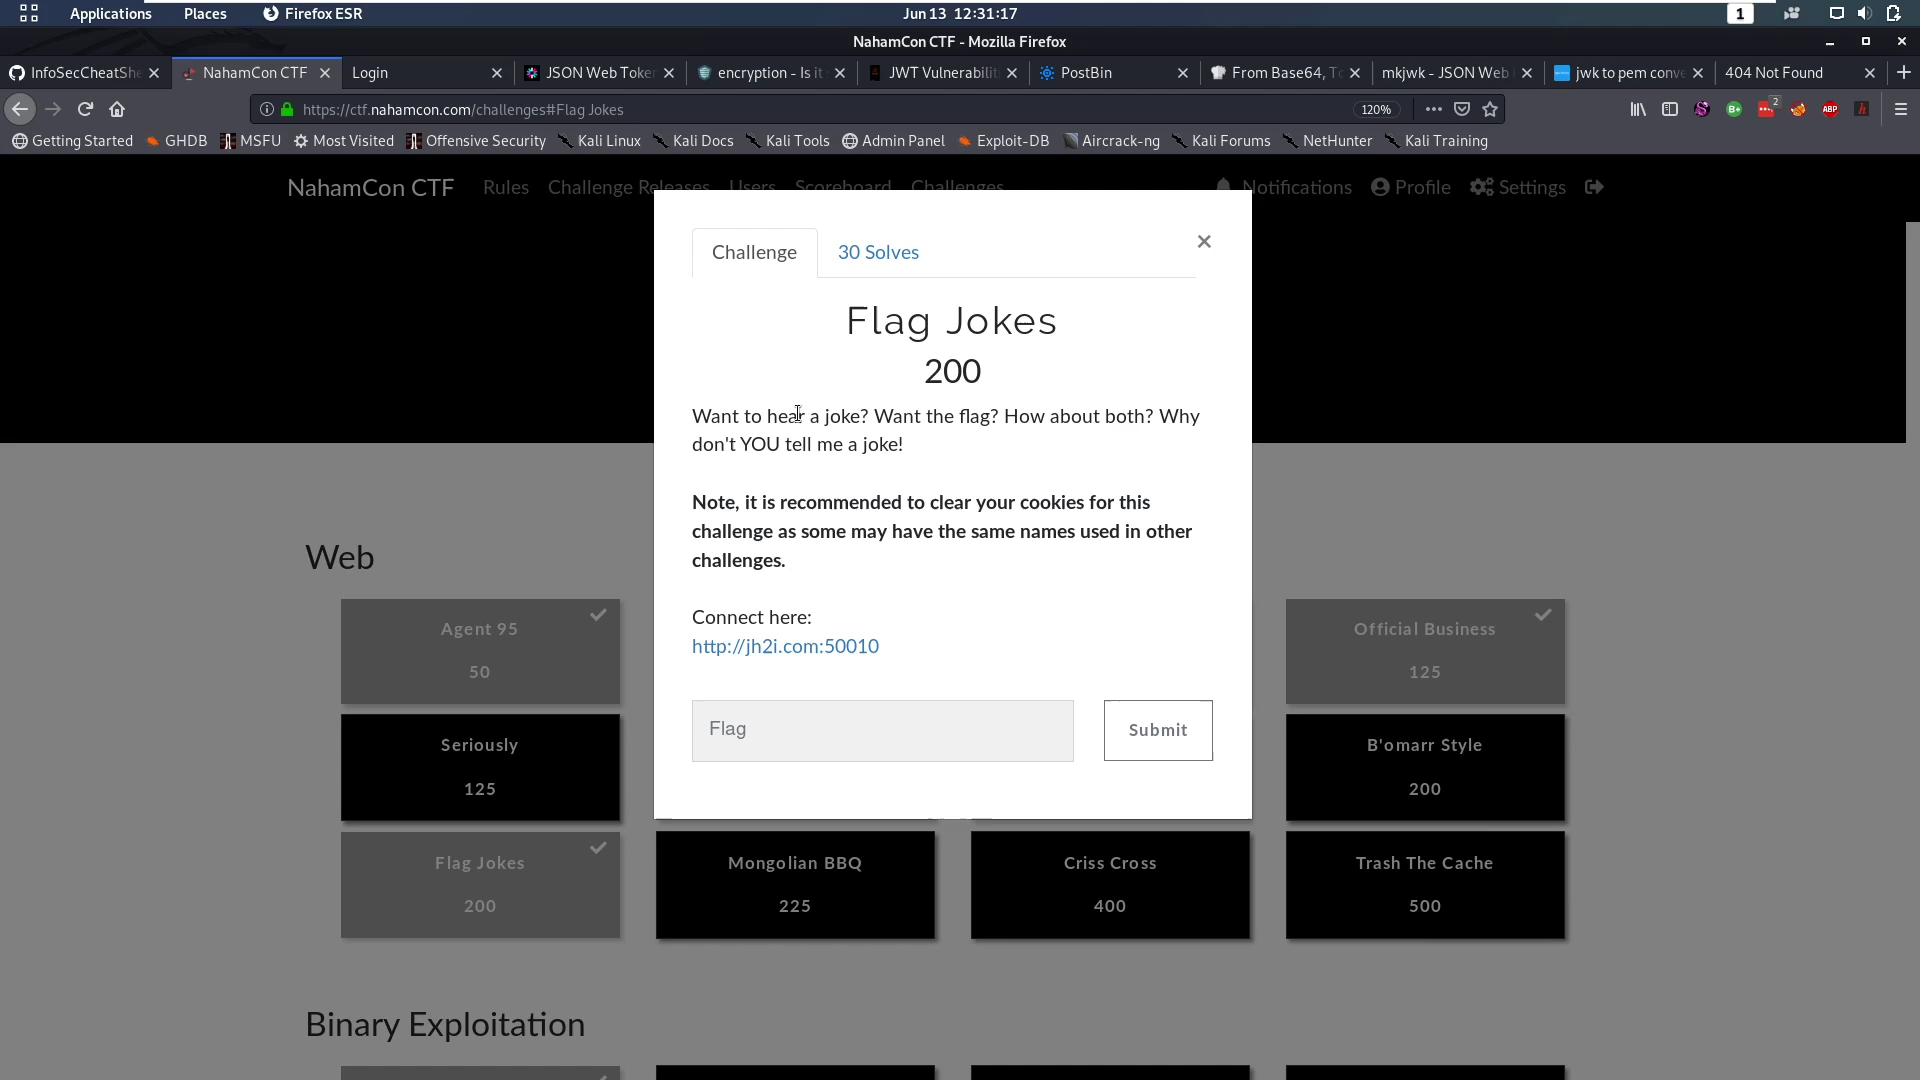 Applications Places Firefox ESR Jun 13 12:31:17 1
NahamCon CTF - Mozilla Firefox
InfoSecCheatShe NahamCon CTF Login JSON Web Token encryption - Is it JWT Vulnerabiliti PostBin From Base64, To mkjwk - JSON Web jwk to pem conve 404 Not Found
https://ctf.nahamcon.com/challenges#Flag Jokes 120% 2 ABP
Getting Started GHDB MSFU Most Visited Offensive Security Kali Linux Kali Docs Kali Tools Admin Panel Exploit-DB Aircrack-ng Kali Forums NetHunter Kali Training
NahamCon CTF Rules Challenge Releases Users Scoreboard Challenges Notifications Profile Settings
Challenge 30 Solves ×
Flag Jokes
200
Want to hear a joke? Want the flag? How about both? Why
don't YOU tell me a joke!
Note, it is recommended to clear your cookies for this
challenge as some may have the same names used in other
challenges.
Connect here:
http://jh2i.com:50010
Flag Submit
Web
Agent 95 Official Business
50 125
Seriously B'omarr Style
125 200
Flag Jokes Mongolian BBQ Criss Cross Trash The Cache
200 225 400 500
Binary Exploitation